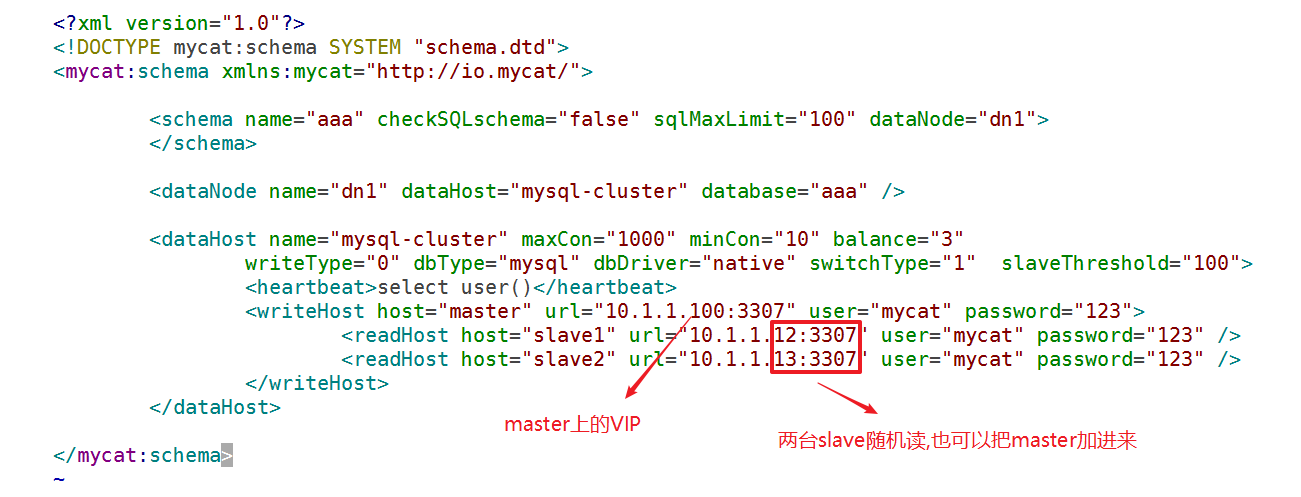 <?xml version="1.0"?>
<!DOCTYPE mycat:schema SYSTEM "schema.dtd">
<mycat:schema xmlns:mycat="http://io.mycat/">
<schema name="aaa" checkSQLschema="false" sqlMaxLimit="100" dataNode="dn1">
</schema>
<dataNode name="dn1" dataHost="mysql-cluster" database="aaa" />
<dataHost name="mysql-cluster" maxCon="1000" minCon="10" balance="3"
writeType="0" dbType="mysql" dbDriver="native" switchType="1"  slaveThreshold="100">
<heartbeat>select user()</heartbeat>
<writeHost host="master" url="10.1.1.100:3307" user="mycat" password="123">
<readHost host="slave1" url="10.1.1.12:3307" user="mycat" password="123" />
<readHost host="slave2" url="10.1.1.13:3307" user="mycat" password="123" />
</writeHost>
</dataHost>
master上的VIP
两台slave随机读,也可以把master加进来
</mycat:schema>
~